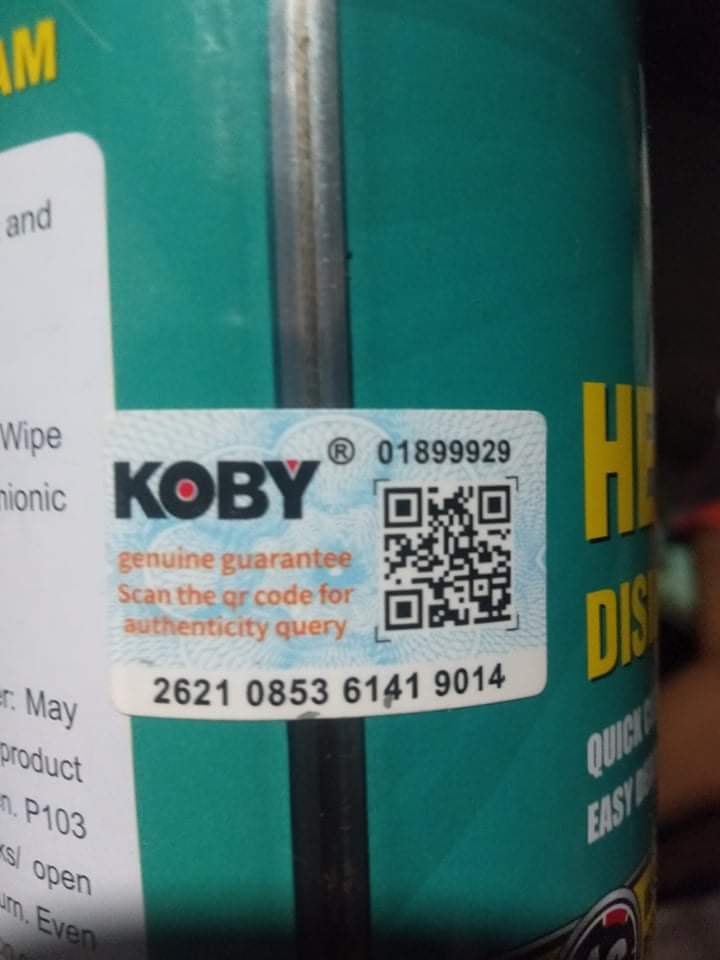 AM
and
Wipe
nionic
KOBY ® 01899929
genuine guarantee
Scan the qr code for
authenticity query
2621 0853 6141 9014
r: May
product
n. P103
ks/ open
urn. Even
HE
DIS
QUICK
EASY